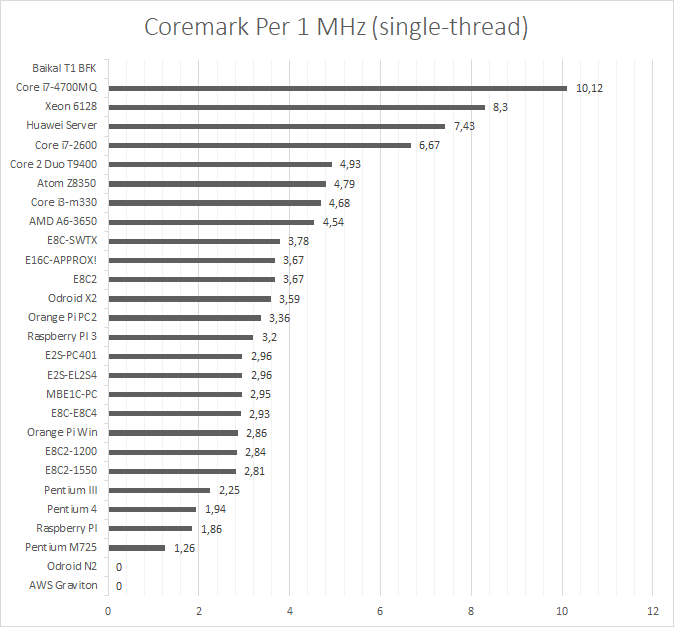 Coremark Per 1 MHz (single-thread)
Baikal T1 BFK
Core i7-4700MQ 10,12
Xeon 6128 8,3
Huawei Server 7,43
Core i7-2600 6,67
Core 2 Duo T9400 4,93
Atom Z8350 4,79
Core i3-m330 4,68
AMD A6-3650 4,54
E8C-SWTX 3,78
E16C-APPROX! 3,67
E8C2 3,67
Odroid X2 3,59
Orange Pi PC2 3,36
Raspberry PI 3 3,2
E2S-PC401 2,96
E2S-EL2S4 2,96
MBE1C-PC 2,95
E8C-E8C4 2,93
Orange Pi Win 2,86
E8C2-1200 2,84
E8C2-1550 2,81
Pentium III 2,25
Pentium 4 1,94
Raspberry PI 1,86
Pentium M725 1,26
Odroid N2 0
AWS Graviton 0
0 2 4 6 8 10 12